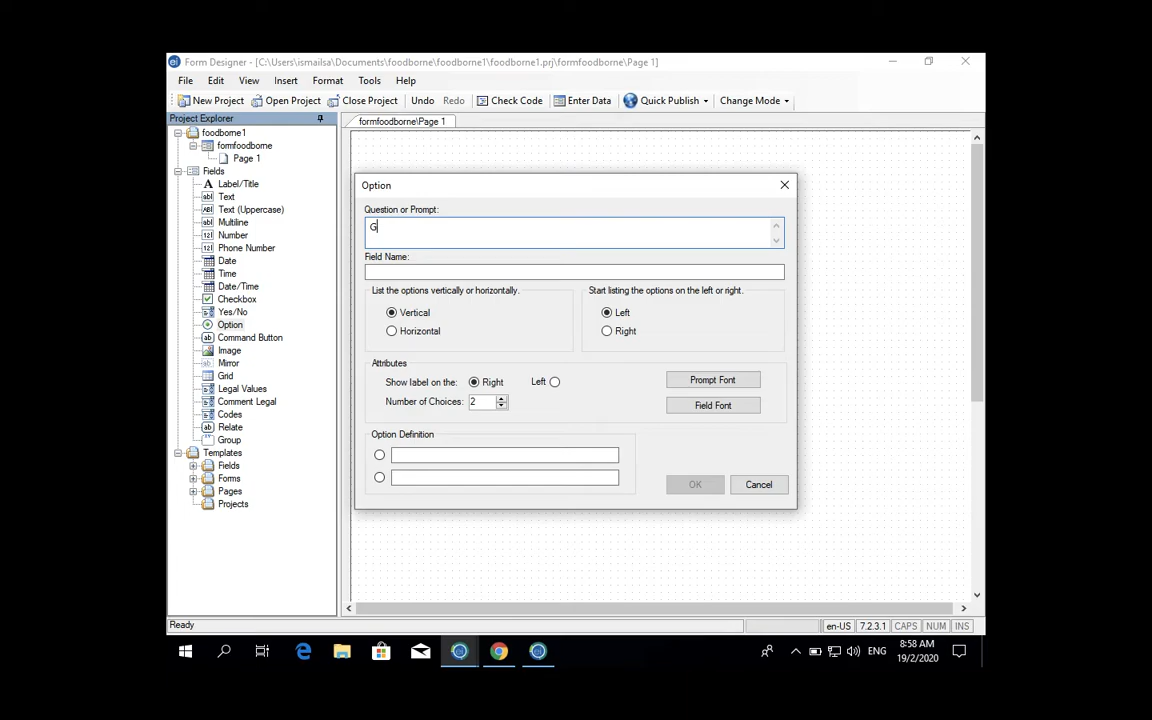 Form Designer - [C:\Users\ismailsa\Documents\foodborne\foodborne1\foodborne1.prj\formfoodborne\Page 1]
File Edit View Insert Format Tools Help
New Project Open Project Close Project Undo Redo Check Code Enter Data Quick Publish Change Mode
Project Explorer
formfoodborne\Page 1
foodborne1
formfoodborne
Page 1
Fields
Label/Title
Text
Text (Uppercase)
Multiline
Number
Phone Number
Date
Time
Date/Time
Checkbox
Yes/No
Option
Command Button
Image
Mirror
Grid
Legal Values
Comment Legal
Codes
Relate
Group
Templates
Fields
Forms
Pages
Projects
Option
Question or Prompt:
G
Field Name:
List the options vertically or horizontally.
Vertical
Horizontal
Start listing the options on the left or right.
Left
Right
Attributes
Show label on the: Right Left
Number of Choices: 2
Prompt Font
Field Font
Option Definition
OK Cancel
Ready
en-US 7.2.3.1 CAPS NUM INS
ENG
8:58 AM
19/2/2020